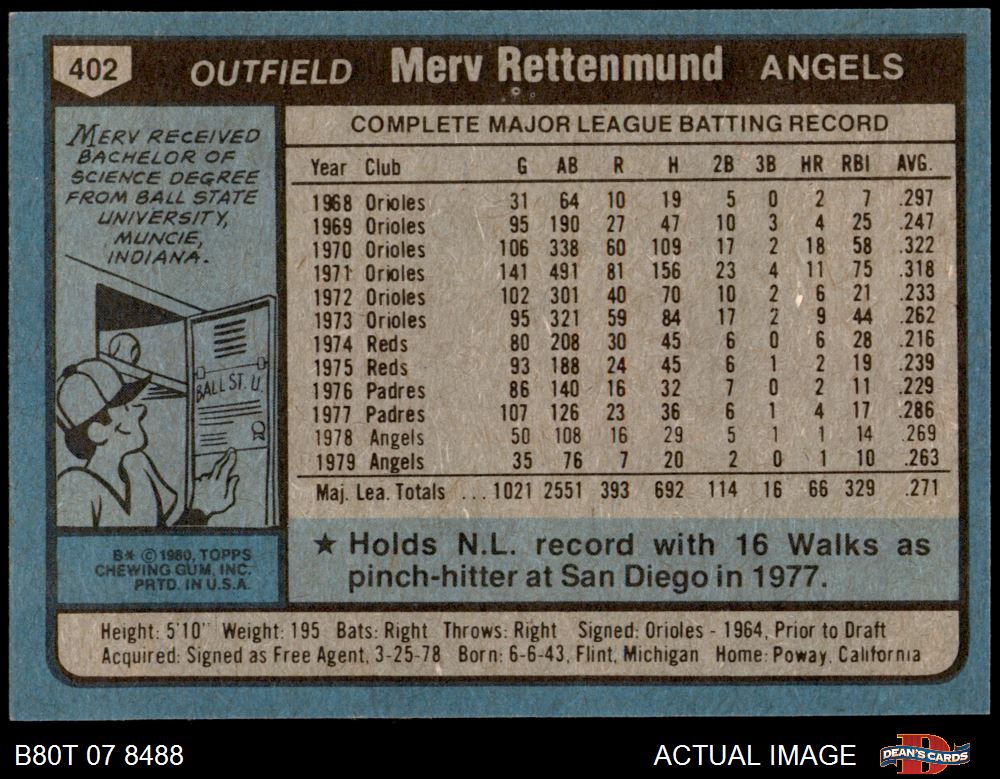 402 OUTFIELD Merv Rettenmund ANGELS
MERV RECEIVED
BACHELOR OF
SCIENCE DEGREE
FROM BALL STATE
UNIVERSITY,
MUNCIE,
INDIANA.
BALL ST. U.
B* © 1980, TOPPS
CHEWING GUM, INC.
PRTD. IN U.S.A.
COMPLETE MAJOR LEAGUE BATTING RECORD
Year Club G AB R H 2B 3B HR RBI AVG.
1968 Orioles 31 64 10 19 5 0 2 7 .297
1969 Orioles 95 190 27 47 10 3 4 25 .247
1970 Orioles 106 338 60 109 17 2 18 58 .322
1971 Orioles 141 491 81 156 23 4 11 75 .318
1972 Orioles 102 301 40 70 10 2 6 21 .233
1973 Orioles 95 321 59 84 17 2 9 44 .262
1974 Reds 80 208 30 45 6 0 6 28 .216
1975 Reds 93 188 24 45 6 1 2 19 .239
1976 Padres 86 140 16 32 7 0 2 11 .229
1977 Padres 107 126 23 36 6 1 4 17 .286
1978 Angels 50 108 16 29 5 1 1 14 .269
1979 Angels 35 76 7 20 2 0 1 10 .263
Maj. Lea. Totals ... 1021 2551 393 692 114 16 66 329 .271
★ Holds N.L. record with 16 Walks as
pinch-hitter at San Diego in 1977.
Height: 5'10" Weight: 195 Bats: Right Throws: Right Signed: Orioles - 1964, Prior to Draft
Acquired: Signed as Free Agent, 3-25-78 Born: 6-6-43, Flint, Michigan Home: Poway, California
B80T 07 8488 ACTUAL IMAGE DEAN'S CARDS